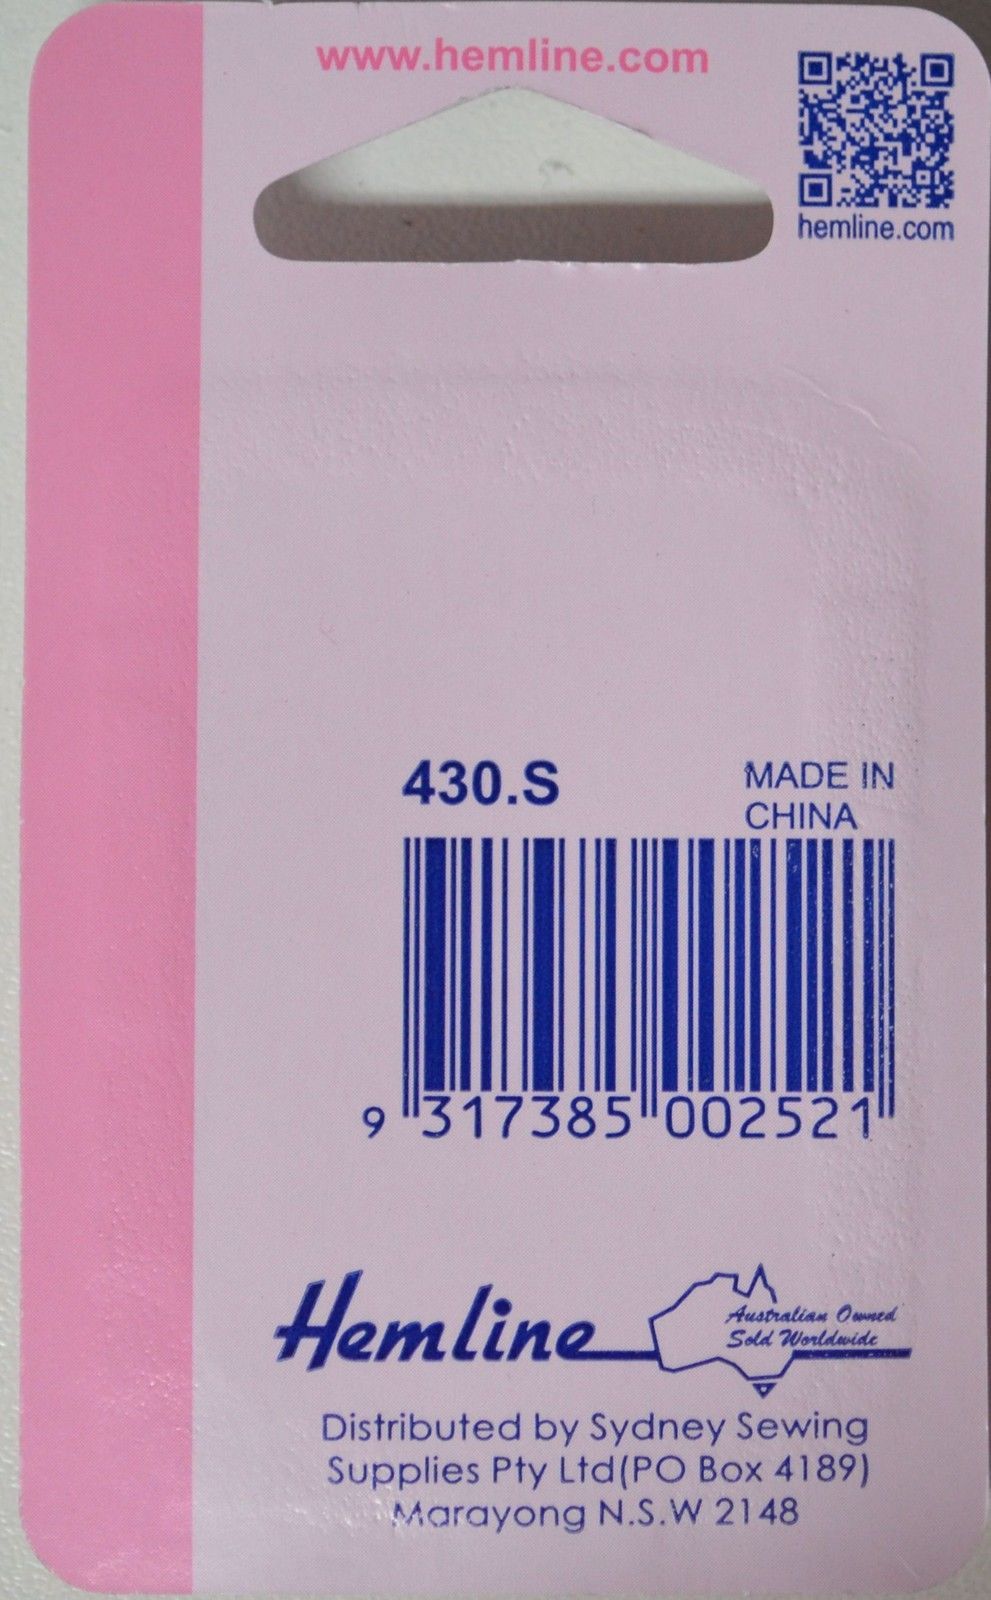 www.hemline.com
hemline.com
430.S
MADE IN
CHINA
9 317385 002521
Hemline
Australian Owned
Sold Worldwide
Distributed by Sydney Sewing
Supplies Pty Ltd(PO Box 4189)
Marayong N.S.W 2148